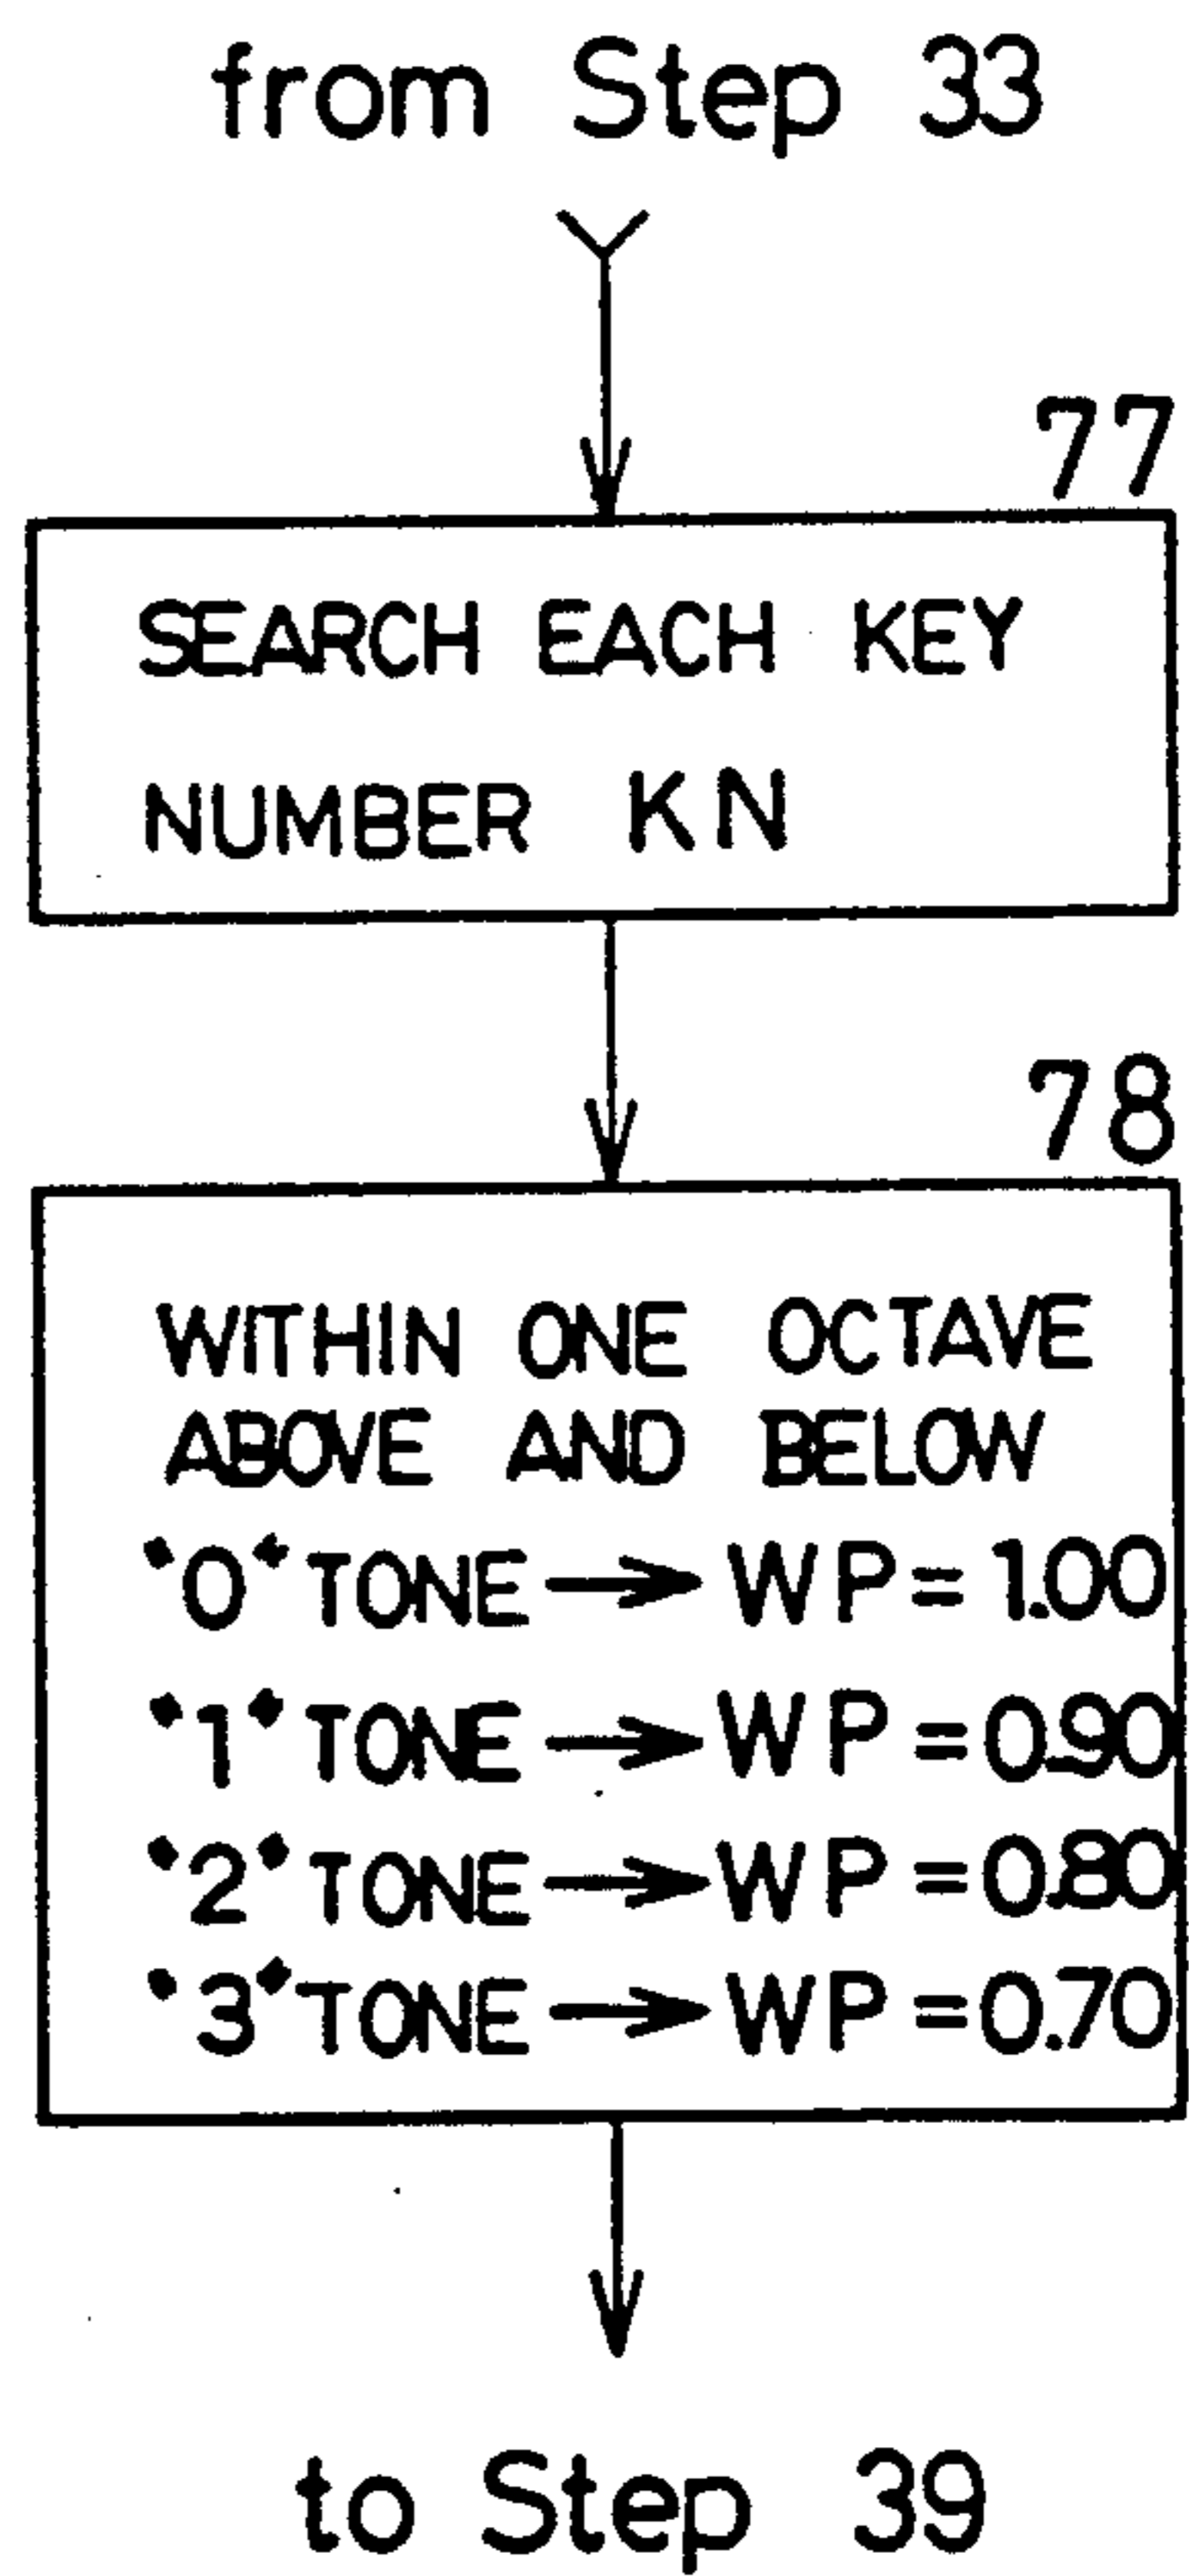 from Step 33
77
SEARCH EACH KEY
NUMBER KN
78
WITHIN ONE OCTAVE
ABOVE AND BELOW
"0" TONE → WP = 1.00
"1" TONE → WP = 0.90
"2" TONE → WP = 0.80
"3" TONE → WP = 0.70
to Step 39